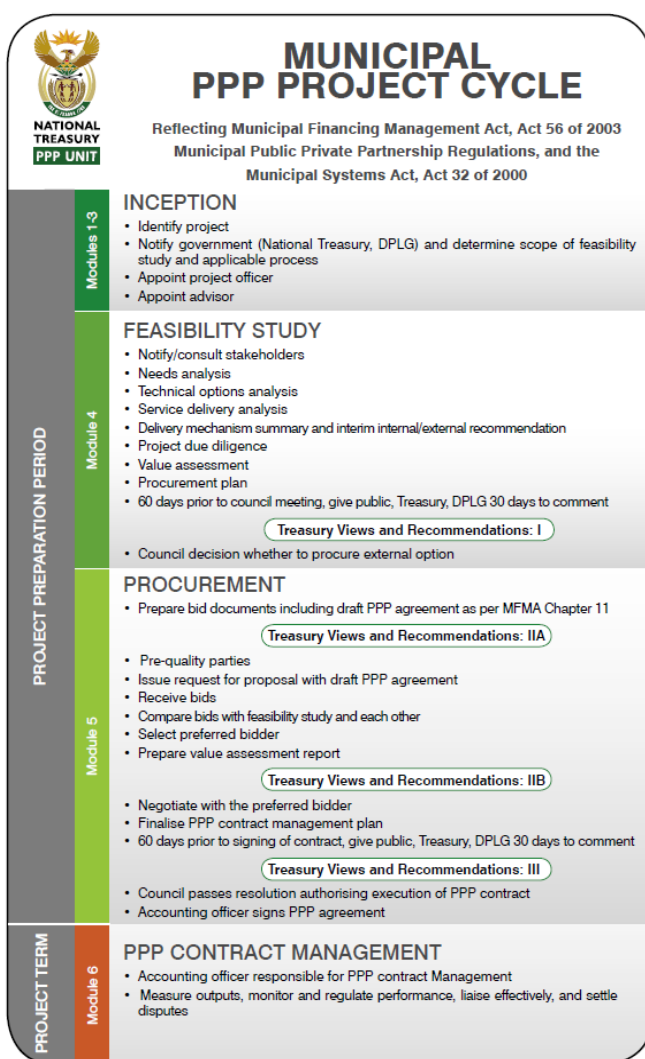 MUNICIPAL
PPP PROJECT CYCLE
NATIONAL
TREASURY
PPP UNIT
Reflecting Municipal Financing Management Act, Act 56 of 2003
Municipal Public Private Partnership Regulations, and the
Municipal Systems Act, Act 32 of 2000
PROJECT PREPARATION PERIOD
Modules 1-3
INCEPTION
• Identify project
• Notify government (National Treasury, DPLG) and determine scope of feasibility
study and applicable process
• Appoint project officer
• Appoint advisor
Module 4
FEASIBILITY STUDY
• Notify/consult stakeholders
• Needs analysis
• Technical options analysis
• Service delivery analysis
• Delivery mechanism summary and interim internal/external recommendation
• Project due diligence
• Value assessment
• Procurement plan
• 60 days prior to council meeting, give public, Treasury, DPLG 30 days to comment
Treasury Views and Recommendations: I
• Council decision whether to procure external option
Module 5
PROCUREMENT
• Prepare bid documents including draft PPP agreement as per MFMA Chapter 11
Treasury Views and Recommendations: IIA
• Pre-quality parties
• Issue request for proposal with draft PPP agreement
• Receive bids
• Compare bids with feasibility study and each other
• Select preferred bidder
• Prepare value assessment report
Treasury Views and Recommendations: IIB
• Negotiate with the preferred bidder
• Finalise PPP contract management plan
• 60 days prior to signing of contract, give public, Treasury, DPLG 30 days to comment
Treasury Views and Recommendations: III
• Council passes resolution authorising execution of PPP contract
• Accounting officer signs PPP agreement
PROJECT TERM
Module 6
PPP CONTRACT MANAGEMENT
• Accounting officer responsible for PPP contract Management
• Measure outputs, monitor and regulate performance, liaise effectively, and settle
disputes